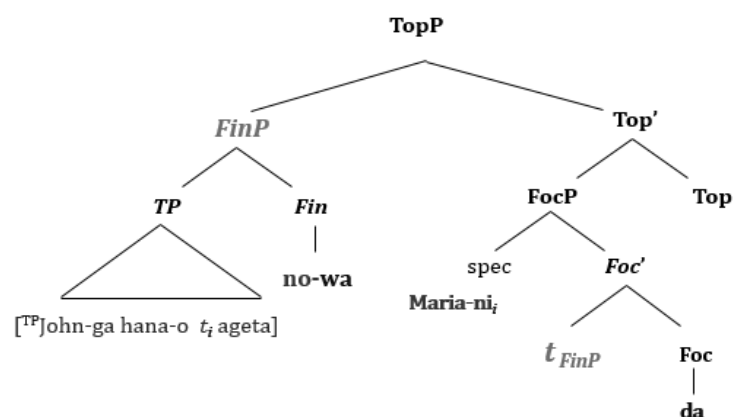 TopP
FinP Top’
TP Fin FocP Top
no-wa spec Foc’
Maria-niᵢ
[ᵀᴾJohn-ga hana-o tᵢ ageta]
t FinP Foc
da